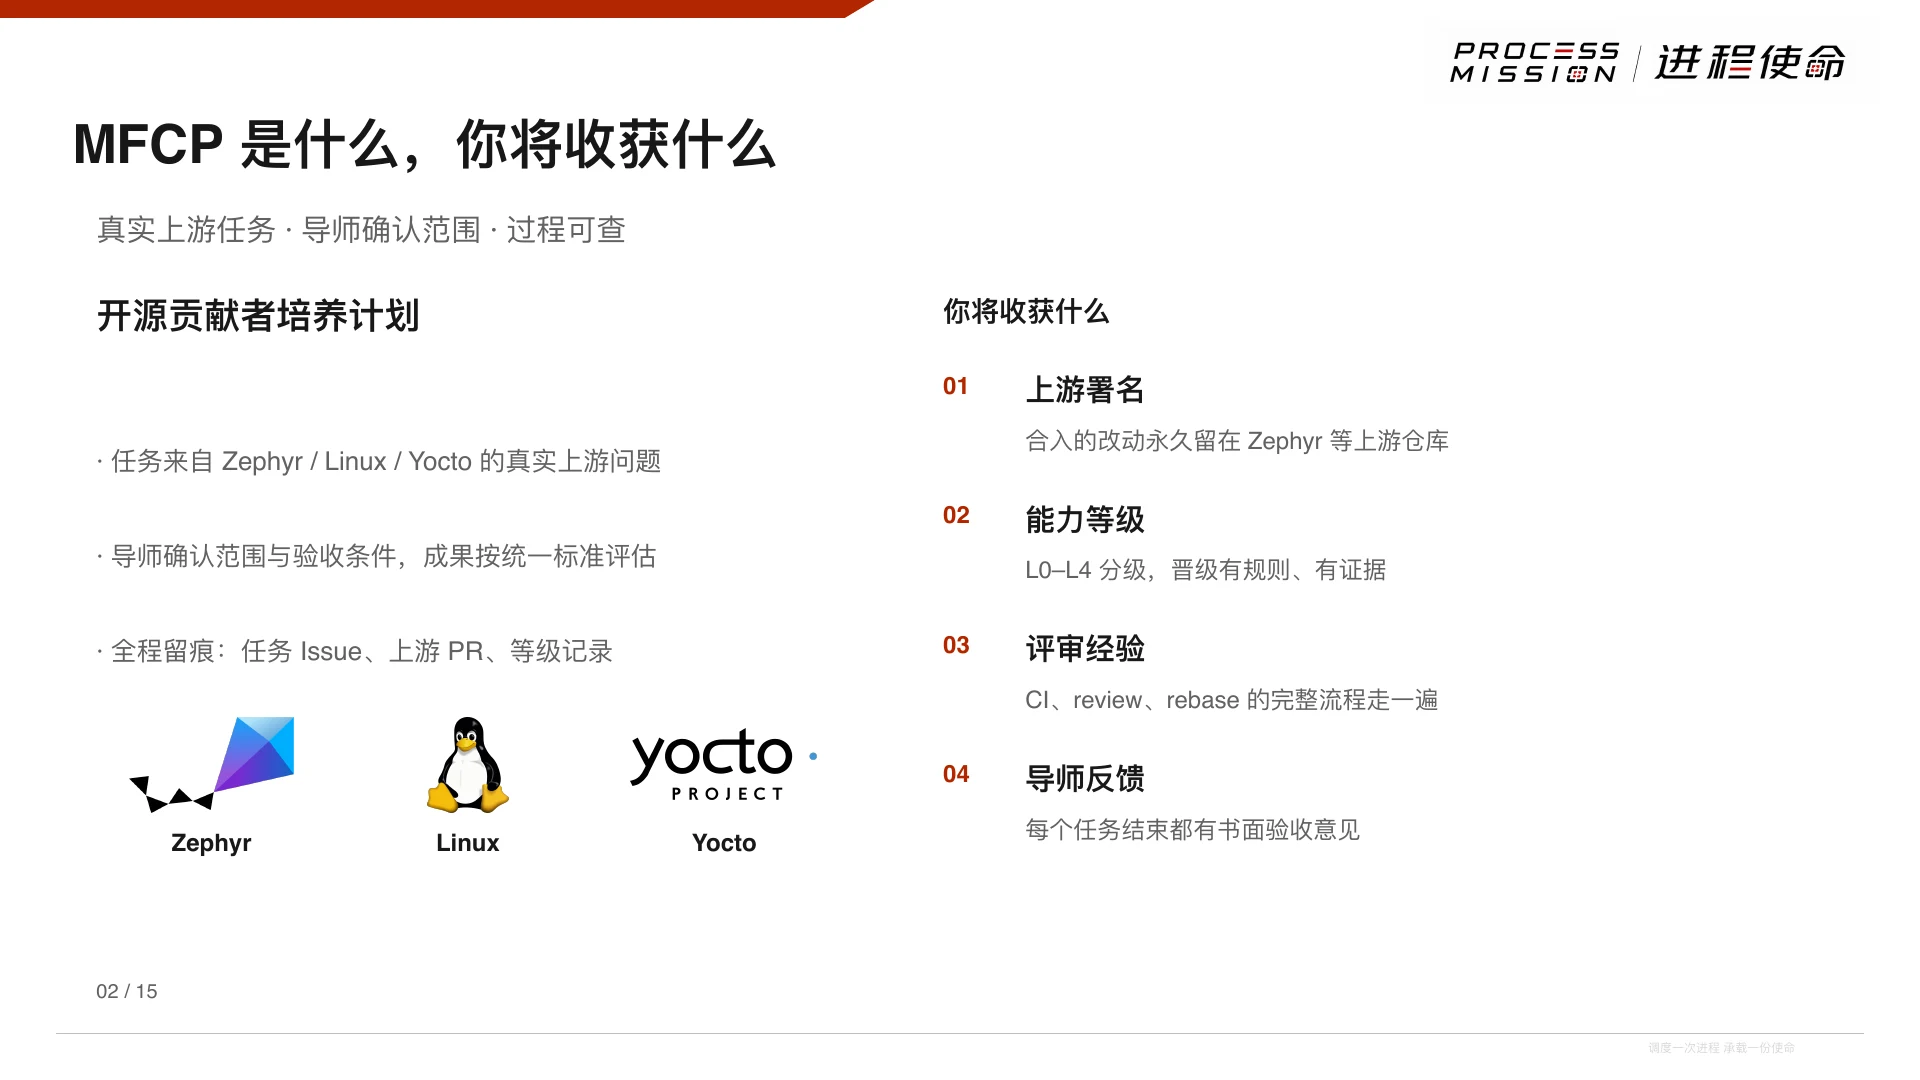 PROCESS
MISSION
进程使命
MFCP 是什么，你将收获什么
真实上游任务 · 导师确认范围 · 过程可查
开源贡献者培养计划
· 任务来自 Zephyr / Linux / Yocto 的真实上游问题
· 导师确认范围与验收条件，成果按统一标准评估
· 全程留痕：任务 Issue、上游 PR、等级记录
yocto
PROJECT
Zephyr
Linux
Yocto
你将收获什么
01
上游署名
合入的改动永久留在 Zephyr 等上游仓库
02
能力等级
L0–L4 分级，晋级有规则、有证据
03
评审经验
CI、review、rebase 的完整流程走一遍
04
导师反馈
每个任务结束都有书面验收意见
02 / 15
调度一次进程 承载一份使命